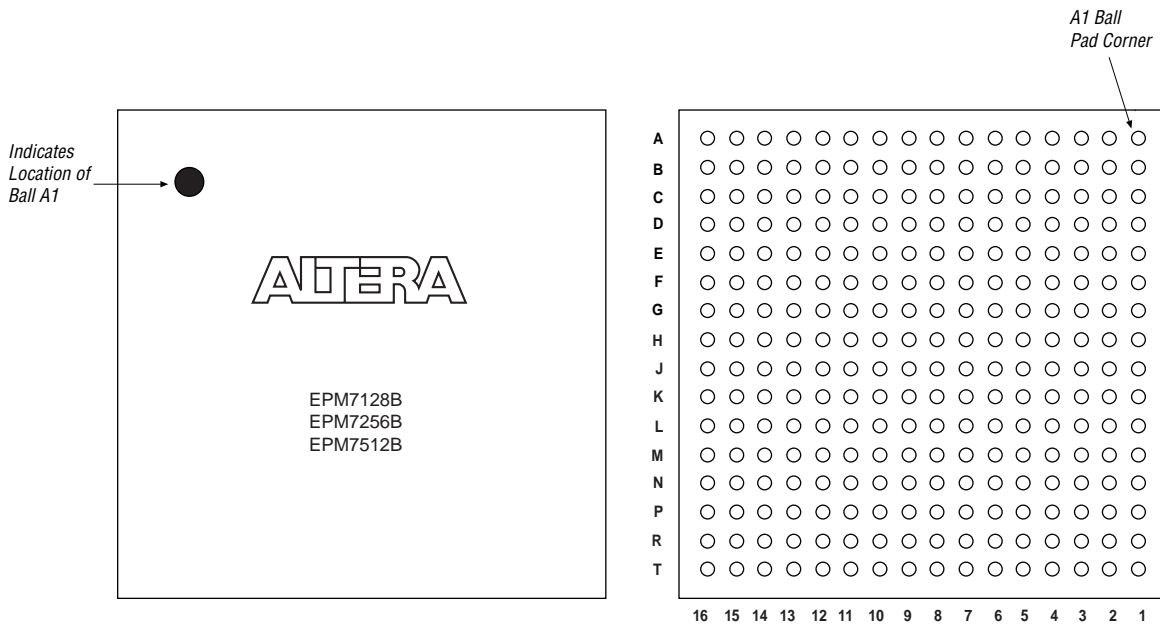 A1 Ball
Pad Corner
Indicates
Location of
Ball A1
ALTERA
EPM7128B
EPM7256B
EPM7512B
A
B
C
D
E
F
G
H
J
K
L
M
N
P
R
T
16 15 14 13 12 11 10 9 8 7 6 5 4 3 2 1